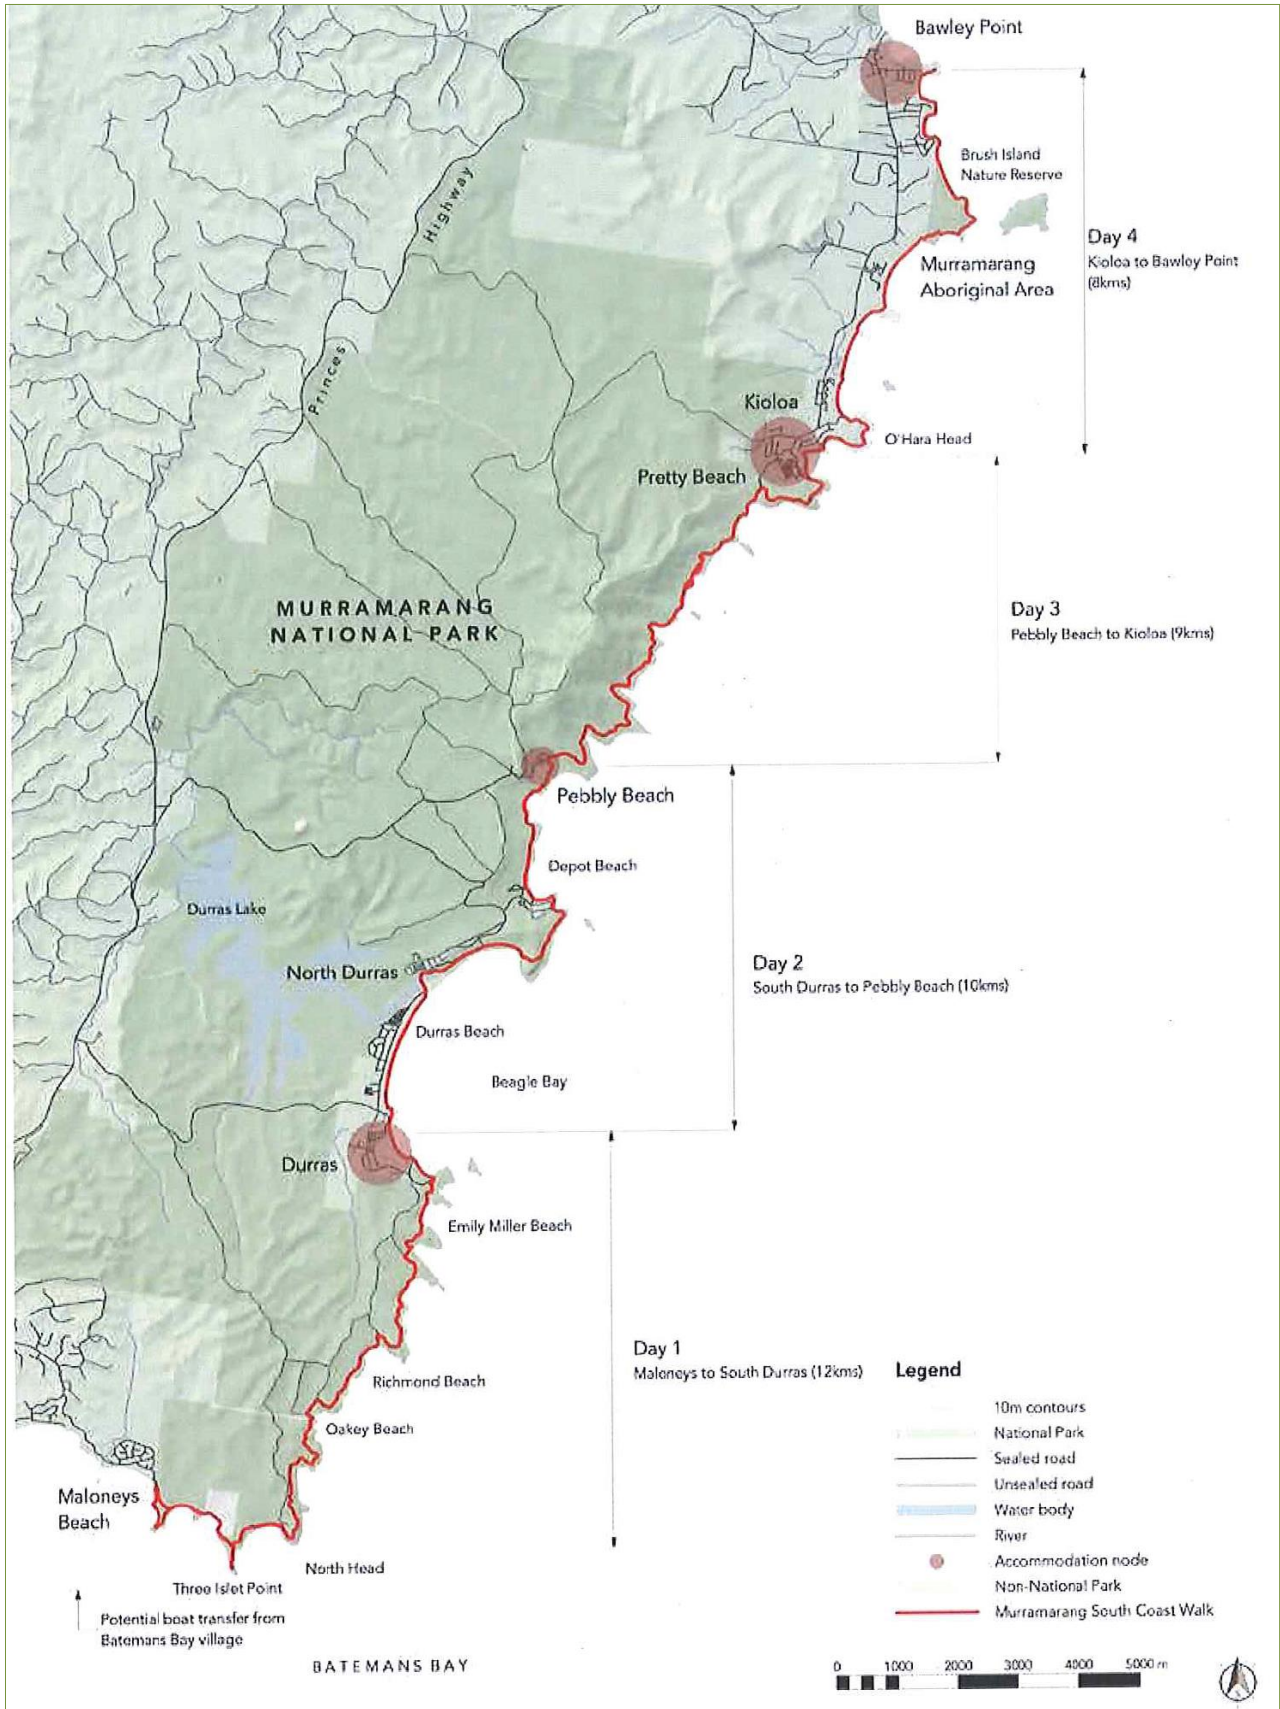 Bawley Point
Brush Island
Nature Reserve
Highway
Day 4
Kioloa to Bawley Point
(8kms)
Murramarang
Aboriginal Area
Princes
Kioloa
O'Hara Head
Pretty Beach
MURRAMARANG
NATIONAL PARK
Day 3
Pebbly Beach to Kioloa (9kms)
Pebbly Beach
Depot Beach
Durras Lake
North Durras
Day 2
South Durras to Pebbly Beach (10kms)
Durras Beach
Beagle Bay
Durras
Emily Miller Beach
Day 1
Maloneys to South Durras (12kms)
Richmond Beach
Oakey Beach
Maloneys
Beach
North Head
Three Islet Point
Potential boat transfer from
Batemans Bay village
BATEMANS BAY
Legend
10m contours
National Park
Sealed road
Unsealed road
Water body
River
Accommodation node
Non-National Park
Murramarang South Coast Walk
0 1000 2000 3000 4000 5000 m